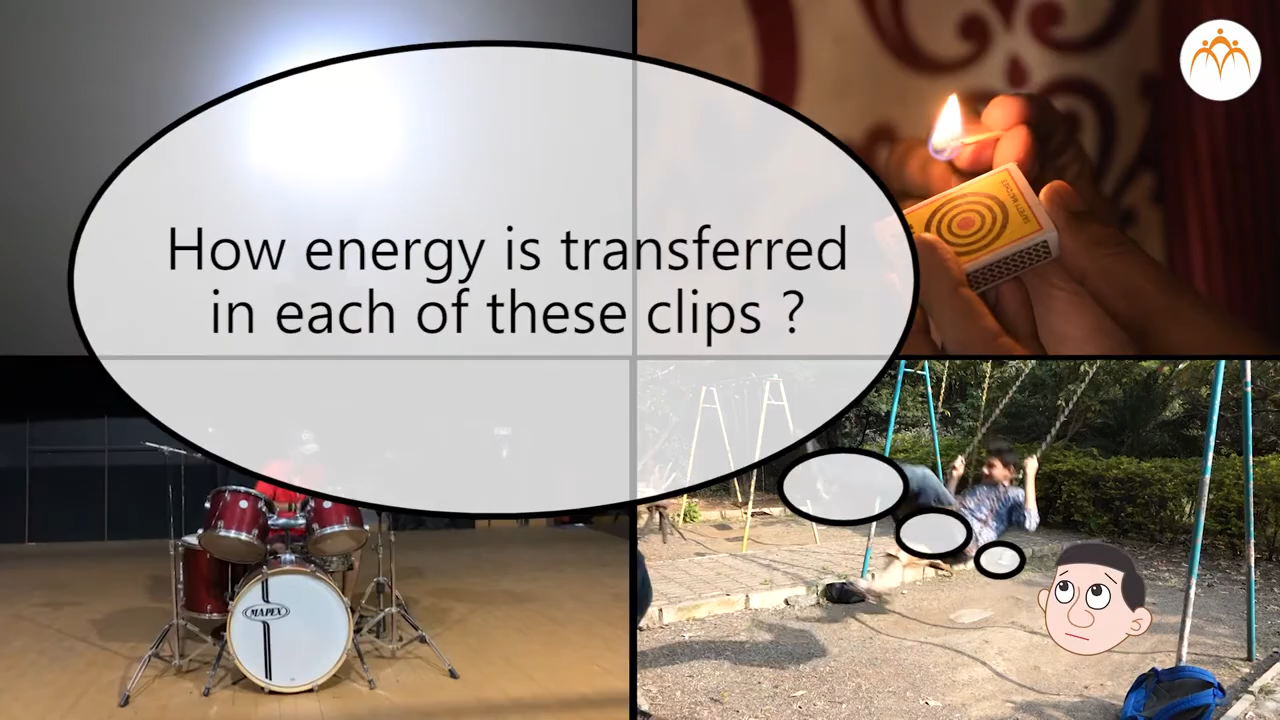 How energy is transferred
in each of these clips ?
MAPEX